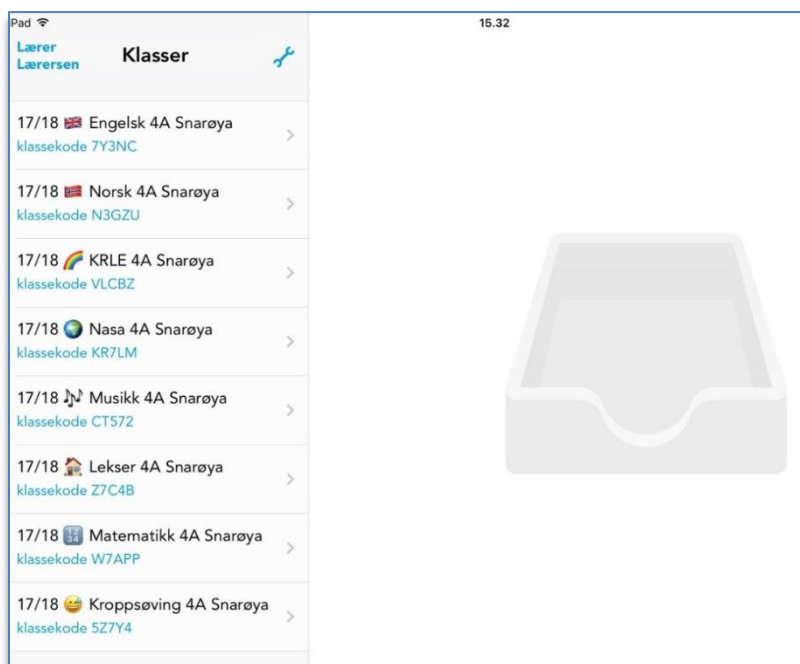 Pad
15.32
Lærer
Lærersen
Klasser
17/18 🇬🇧 Engelsk 4A Snarøya
klassekode 7Y3NC
17/18 🇳🇴 Norsk 4A Snarøya
klassekode N3GZU
17/18 🌈 KRLE 4A Snarøya
klassekode VLCBZ
17/18 🌍 Nasa 4A Snarøya
klassekode KR7LM
17/18 🎶 Musikk 4A Snarøya
klassekode CT572
17/18 🏠 Lekser 4A Snarøya
klassekode Z7C4B
17/18 🔢 Matematikk 4A Snarøya
klassekode W7APP
17/18 😅 Kroppsøving 4A Snarøya
klassekode 5Z7Y4